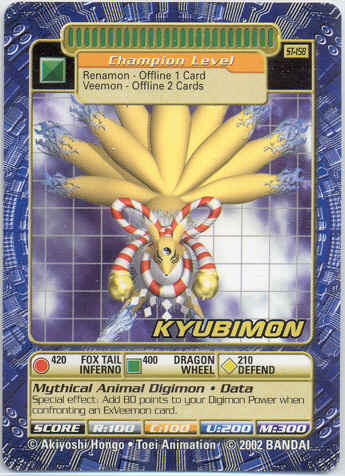 ST-158
Champion Level
Renamon - Offline 1 Card
Veemon - Offline 2 Cards
KYUBIMON
420 FOX TAIL INFERNO 400 DRAGON WHEEL 210 DEFEND
Mythical Animal Digimon • Data
Special effect: Add 80 points to your Digimon Power when
confronting an ExVeemon card.
SCORE R:100 C:100 U:200 M:300
© Akiyoshi/Hongo • Toei Animation © 2002 BANDAI